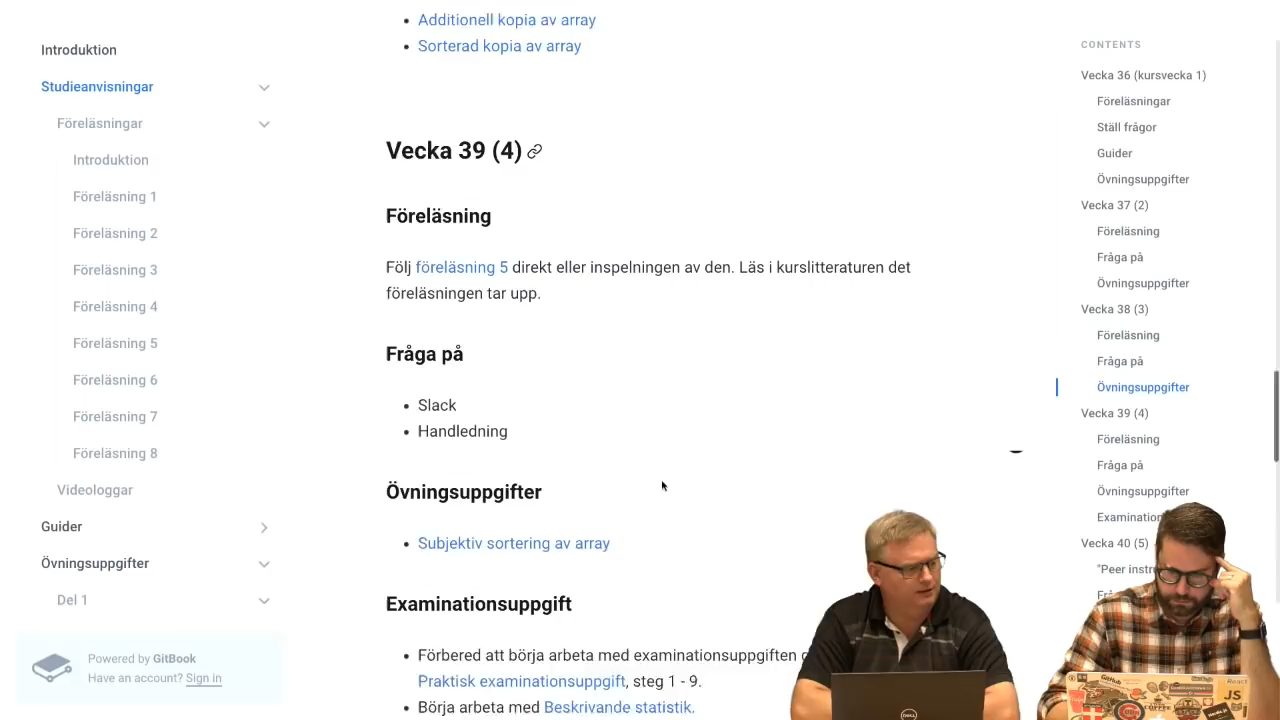 Introduktion
Studieanvisningar
Föreläsningar
Introduktion
Föreläsning 1
Föreläsning 2
Föreläsning 3
Föreläsning 4
Föreläsning 5
Föreläsning 6
Föreläsning 7
Föreläsning 8
Videologgar
Guider
Övningsuppgifter
Del 1
Powered by GitBook
Have an account? Sign in
Additionell kopia av array
Sorterad kopia av array
Vecka 39 (4)
Föreläsning
Följ föreläsning 5 direkt eller inspelningen av den. Läs i kurslitteraturen det
föreläsningen tar upp.
Fråga på
Slack
Handledning
Övningsuppgifter
Subjektiv sortering av array
Examinationsuppgift
Förbered att börja arbeta med examinationsuppgiften
Praktisk examinationsuppgift, steg 1 - 9.
Börja arbeta med Beskrivande statistik.
CONTENTS
Vecka 36 (kursvecka 1)
Föreläsningar
Ställ frågor
Guider
Övningsuppgifter
Vecka 37 (2)
Föreläsning
Fråga på
Övningsuppgifter
Vecka 38 (3)
Föreläsning
Fråga på
Övningsuppgifter
Vecka 39 (4)
Föreläsning
Fråga på
Övningsuppgifter
Vecka 40 (5)
"Peer
DELL
GitHub
React
JS